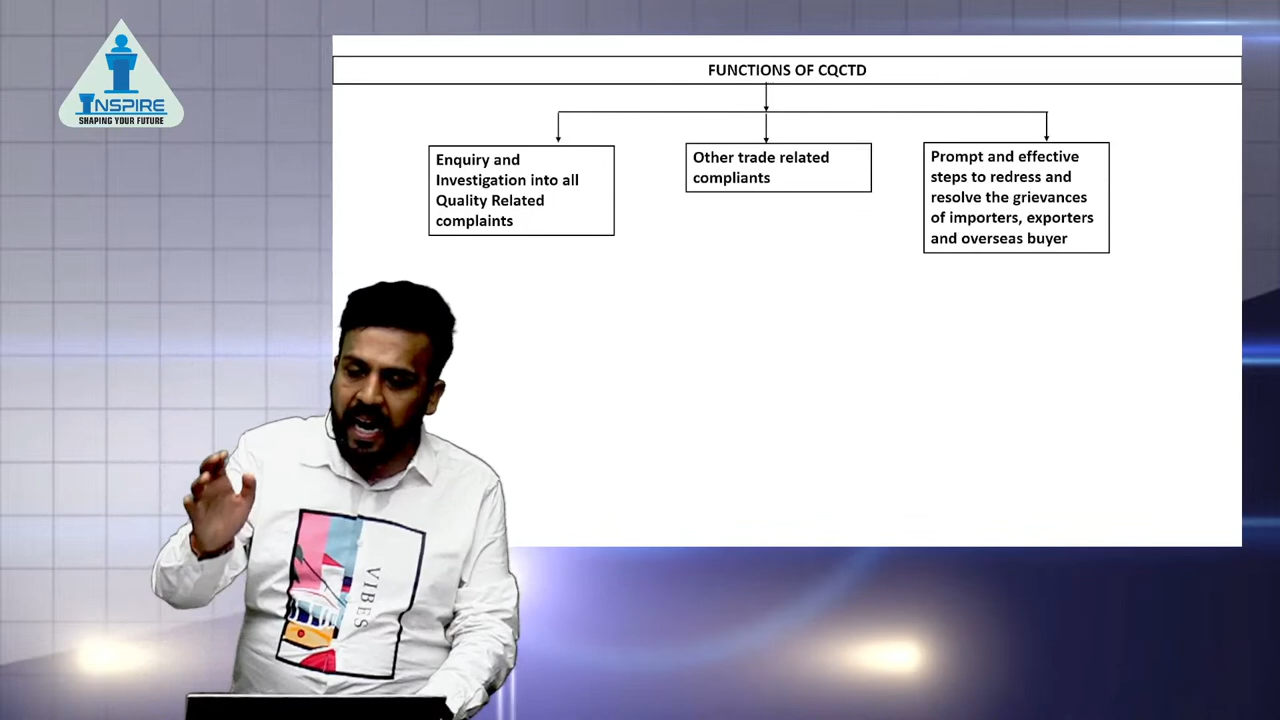 INSPIRE
SHAPING YOUR FUTURE
FUNCTIONS OF CQCTD
Enquiry and
Investigation into all
Quality Related
complaints
Other trade related
compliants
Prompt and effective
steps to redress and
resolve the grievances
of importers, exporters
and overseas buyer
VIBES